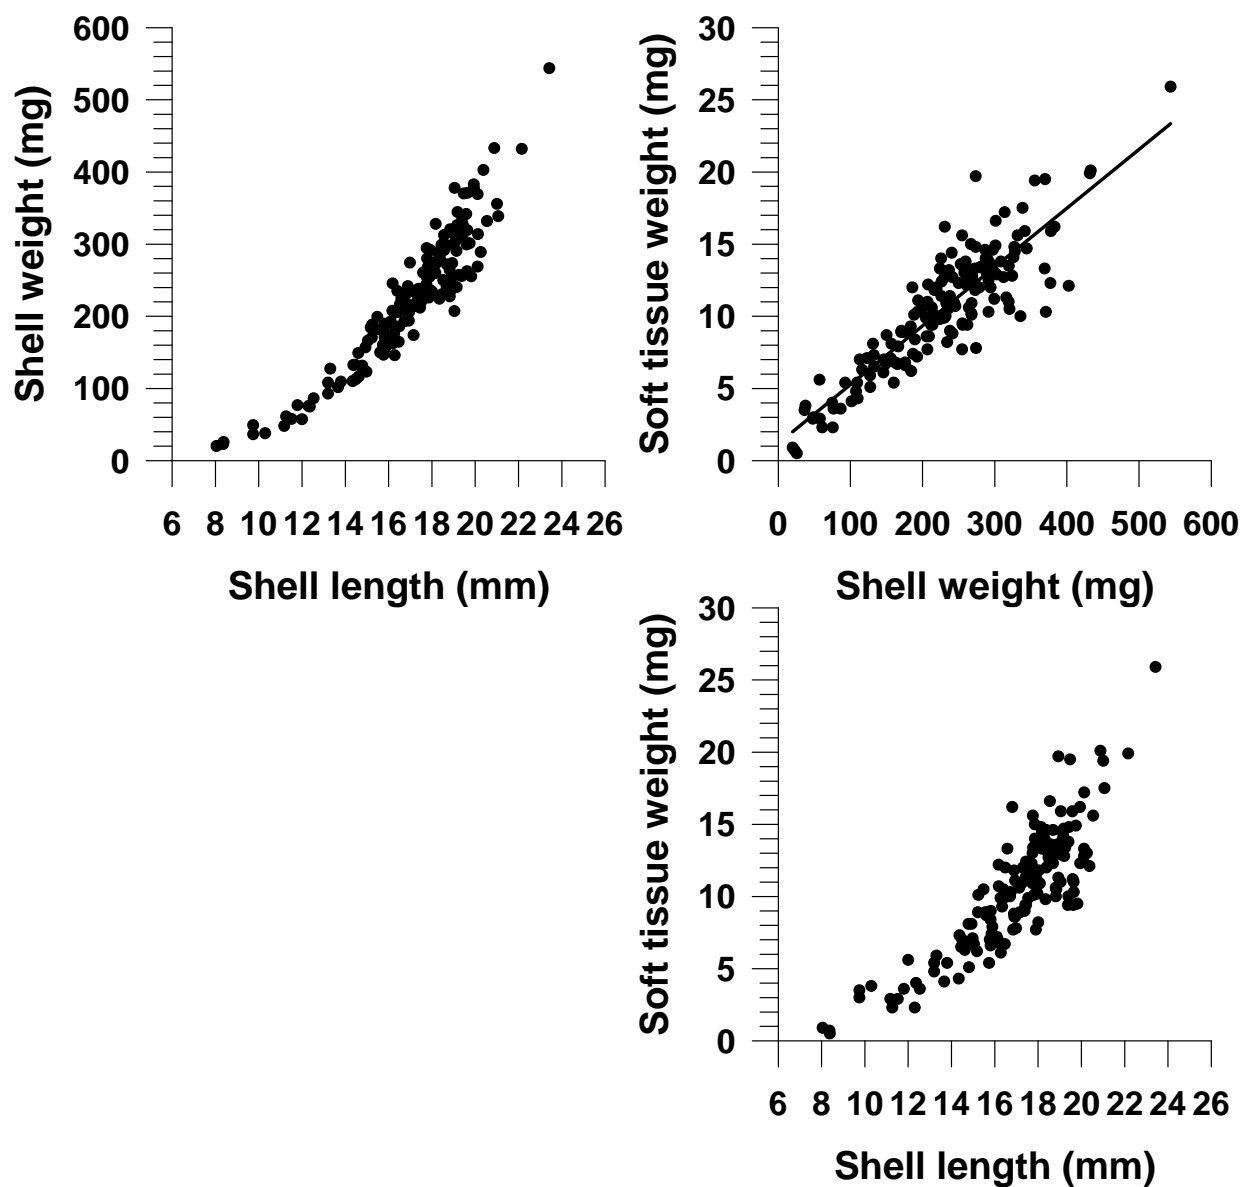 600
500
400
300
200
100
0
Shell weight (mg)
6 8 10 12 14 16 18 20 22 24 26
Shell length (mm)
30
25
20
15
10
5
0
Soft tissue weight (mg)
0 100 200 300 400 500 600
Shell weight (mg)
30
25
20
15
10
5
0
Soft tissue weight (mg)
6 8 10 12 14 16 18 20 22 24 26
Shell length (mm)